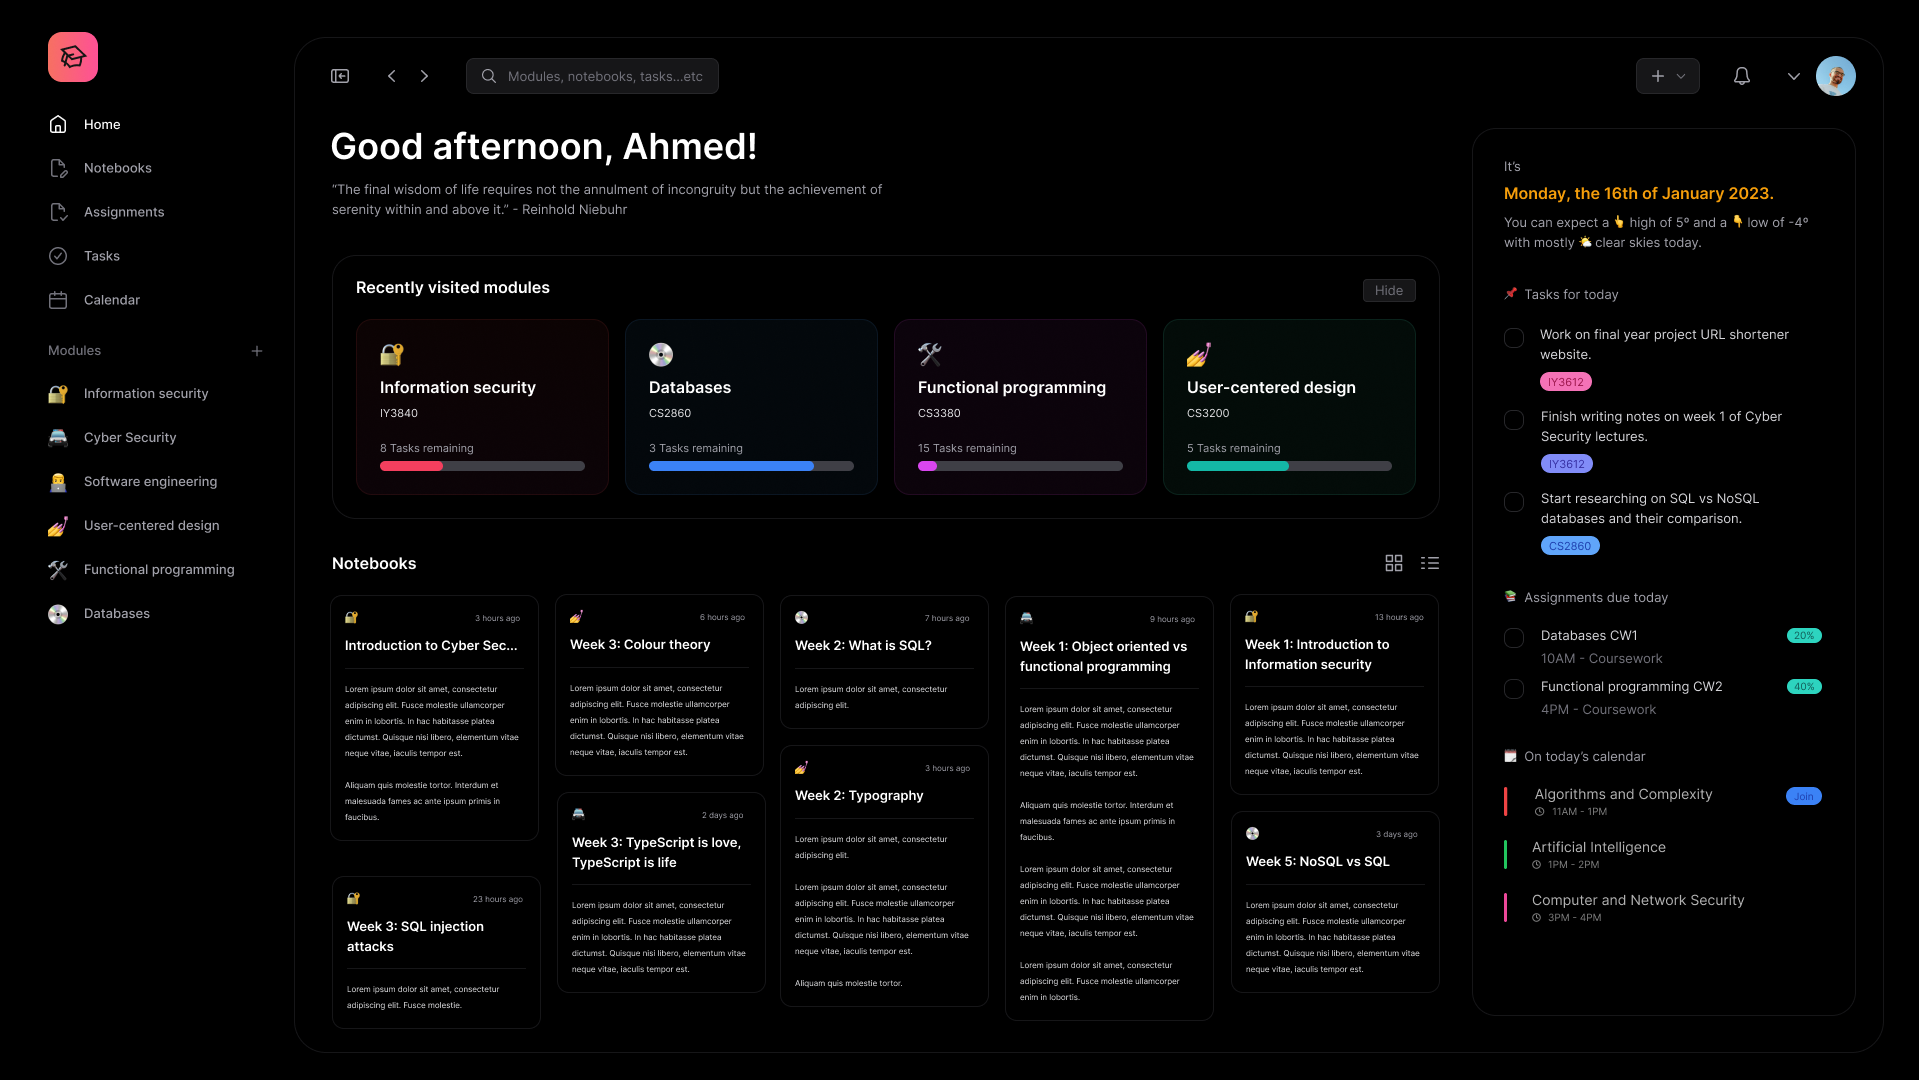 Home
Notebooks
Assignments
Tasks
Calendar
Modules
Information security
Cyber Security
Software engineering
User-centered design
Functional programming
Databases
Modules, notebooks, tasks...etc
Good afternoon, Ahmed!
"The final wisdom of life requires not the annulment of incongruity but the achievement of
serenity within and above it." - Reinhold Niebuhr
Recently visited modules
Hide
Information security
IY3840
8 Tasks remaining
Databases
CS2860
3 Tasks remaining
Functional programming
CS3380
15 Tasks remaining
User-centered design
CS3200
5 Tasks remaining
Notebooks
3 hours ago
Introduction to Cyber Sec...
Lorem ipsum dolor sit amet, consectetur
adipiscing elit. Fusce molestie ullamcorper
enim in lobortis. In hac habitasse platea
dictumst. Quisque nisi libero, elementum vitae
neque vitae, iaculis tempor est.
Aliquam quis molestie tortor. Interdum et
malesuada fames ac ante ipsum primis in
faucibus.
23 hours ago
Week 3: SQL injection
attacks
Lorem ipsum dolor sit amet, consectetur
adipiscing elit. Fusce molestie.
6 hours ago
Week 3: Colour theory
Lorem ipsum dolor sit amet, consectetur
adipiscing elit. Fusce molestie ullamcorper
enim in lobortis. In hac habitasse platea
dictumst. Quisque nisi libero, elementum vitae
neque vitae, iaculis tempor est.
2 days ago
Week 3: TypeScript is love,
TypeScript is life
Lorem ipsum dolor sit amet, consectetur
adipiscing elit. Fusce molestie ullamcorper
enim in lobortis. In hac habitasse platea
dictumst. Quisque nisi libero, elementum vitae
neque vitae, iaculis tempor est.
7 hours ago
Week 2: What is SQL?
Lorem ipsum dolor sit amet, consectetur
adipiscing elit.
3 hours ago
Week 2: Typography
Lorem ipsum dolor sit amet, consectetur
adipiscing elit.
Lorem ipsum dolor sit amet, consectetur
adipiscing elit. Fusce molestie ullamcorper
enim in lobortis. In hac habitasse platea
dictumst. Quisque nisi libero, elementum vitae
neque vitae, iaculis tempor est.
Aliquam quis molestie tortor.
9 hours ago
Week 1: Object oriented vs
functional programming
Lorem ipsum dolor sit amet, consectetur
adipiscing elit. Fusce molestie ullamcorper
enim in lobortis. In hac habitasse platea
dictumst. Quisque nisi libero, elementum vitae
neque vitae, iaculis tempor est.
Aliquam quis molestie tortor. Interdum et
malesuada fames ac ante ipsum primis in
faucibus.
Lorem ipsum dolor sit amet, consectetur
adipiscing elit. Fusce molestie ullamcorper
enim in lobortis. In hac habitasse platea
dictumst. Quisque nisi libero, elementum vitae
neque vitae, iaculis tempor est.
Lorem ipsum dolor sit amet, consectetur
adipiscing elit. Fusce molestie ullamcorper
enim in lobortis.
13 hours ago
Week 1: Introduction to
Information security
Lorem ipsum dolor sit amet, consectetur
adipiscing elit. Fusce molestie ullamcorper
enim in lobortis. In hac habitasse platea
dictumst. Quisque nisi libero, elementum vitae
neque vitae, iaculis tempor est.
3 days ago
Week 5: NoSQL vs SQL
Lorem ipsum dolor sit amet, consectetur
adipiscing elit. Fusce molestie ullamcorper
enim in lobortis. In hac habitasse platea
dictumst. Quisque nisi libero, elementum vitae
neque vitae, iaculis tempor est.
It's
Monday, the 16th of January 2023.
You can expect a 👆 high of 5º and a 👇 low of -4º
with mostly 🌤 clear skies today.
Tasks for today
Work on final year project URL shortener
website.
IY3612
Finish writing notes on week 1 of Cyber
Security lectures.
IY3612
Start researching on SQL vs NoSQL
databases and their comparison.
CS2860
Assignments due today
Databases CW1 20%
10AM - Coursework
Functional programming CW2 40%
4PM - Coursework
On today's calendar
Algorithms and Complexity Join
11AM - 1PM
Artificial Intelligence
1PM - 2PM
Computer and Network Security
3PM - 4PM